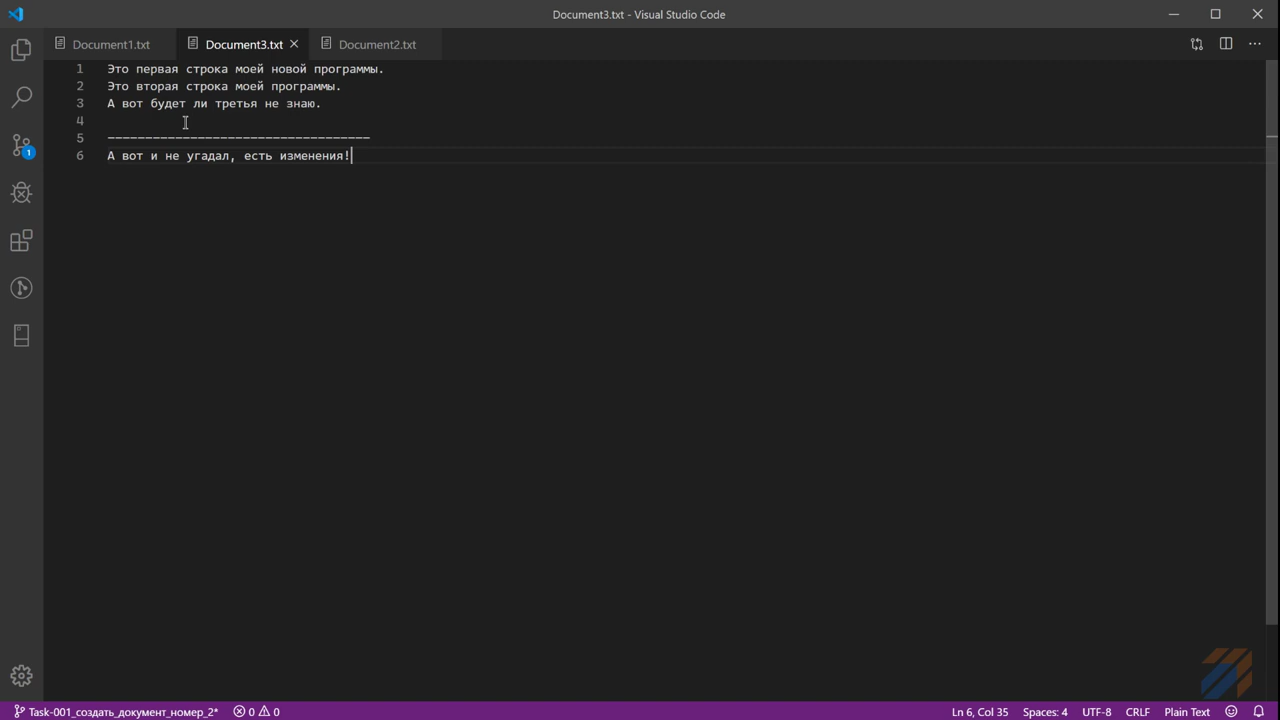 Document3.txt - Visual Studio Code
Document1.txt Document3.txt Document2.txt
1 Это первая строка моей новой программы.
2 Это вторая строка моей программы.
3 А вот будет ли третья не знаю.
4
5 -------------------------------------
6 А вот и не угадал, есть изменения!
1
Task-001_создать_документ_номер_2* 0 0 Ln 6, Col 35 Spaces: 4 UTF-8 CRLF Plain Text